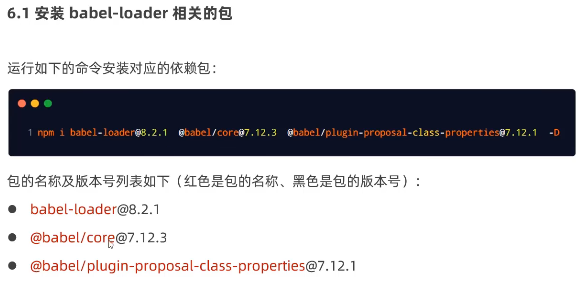 6.1 安装 babel-loader 相关的包
运行如下的命令安装对应的依赖包：
1 npm i babel-loader@8.2.1 @babel/core@7.12.3 @babel/plugin-proposal-class-properties@7.12.1 -D
包的名称及版本号列表如下（红色是包的名称、黑色是包的版本号）：
● babel-loader@8.2.1
● @babel/core@7.12.3
● @babel/plugin-proposal-class-properties@7.12.1